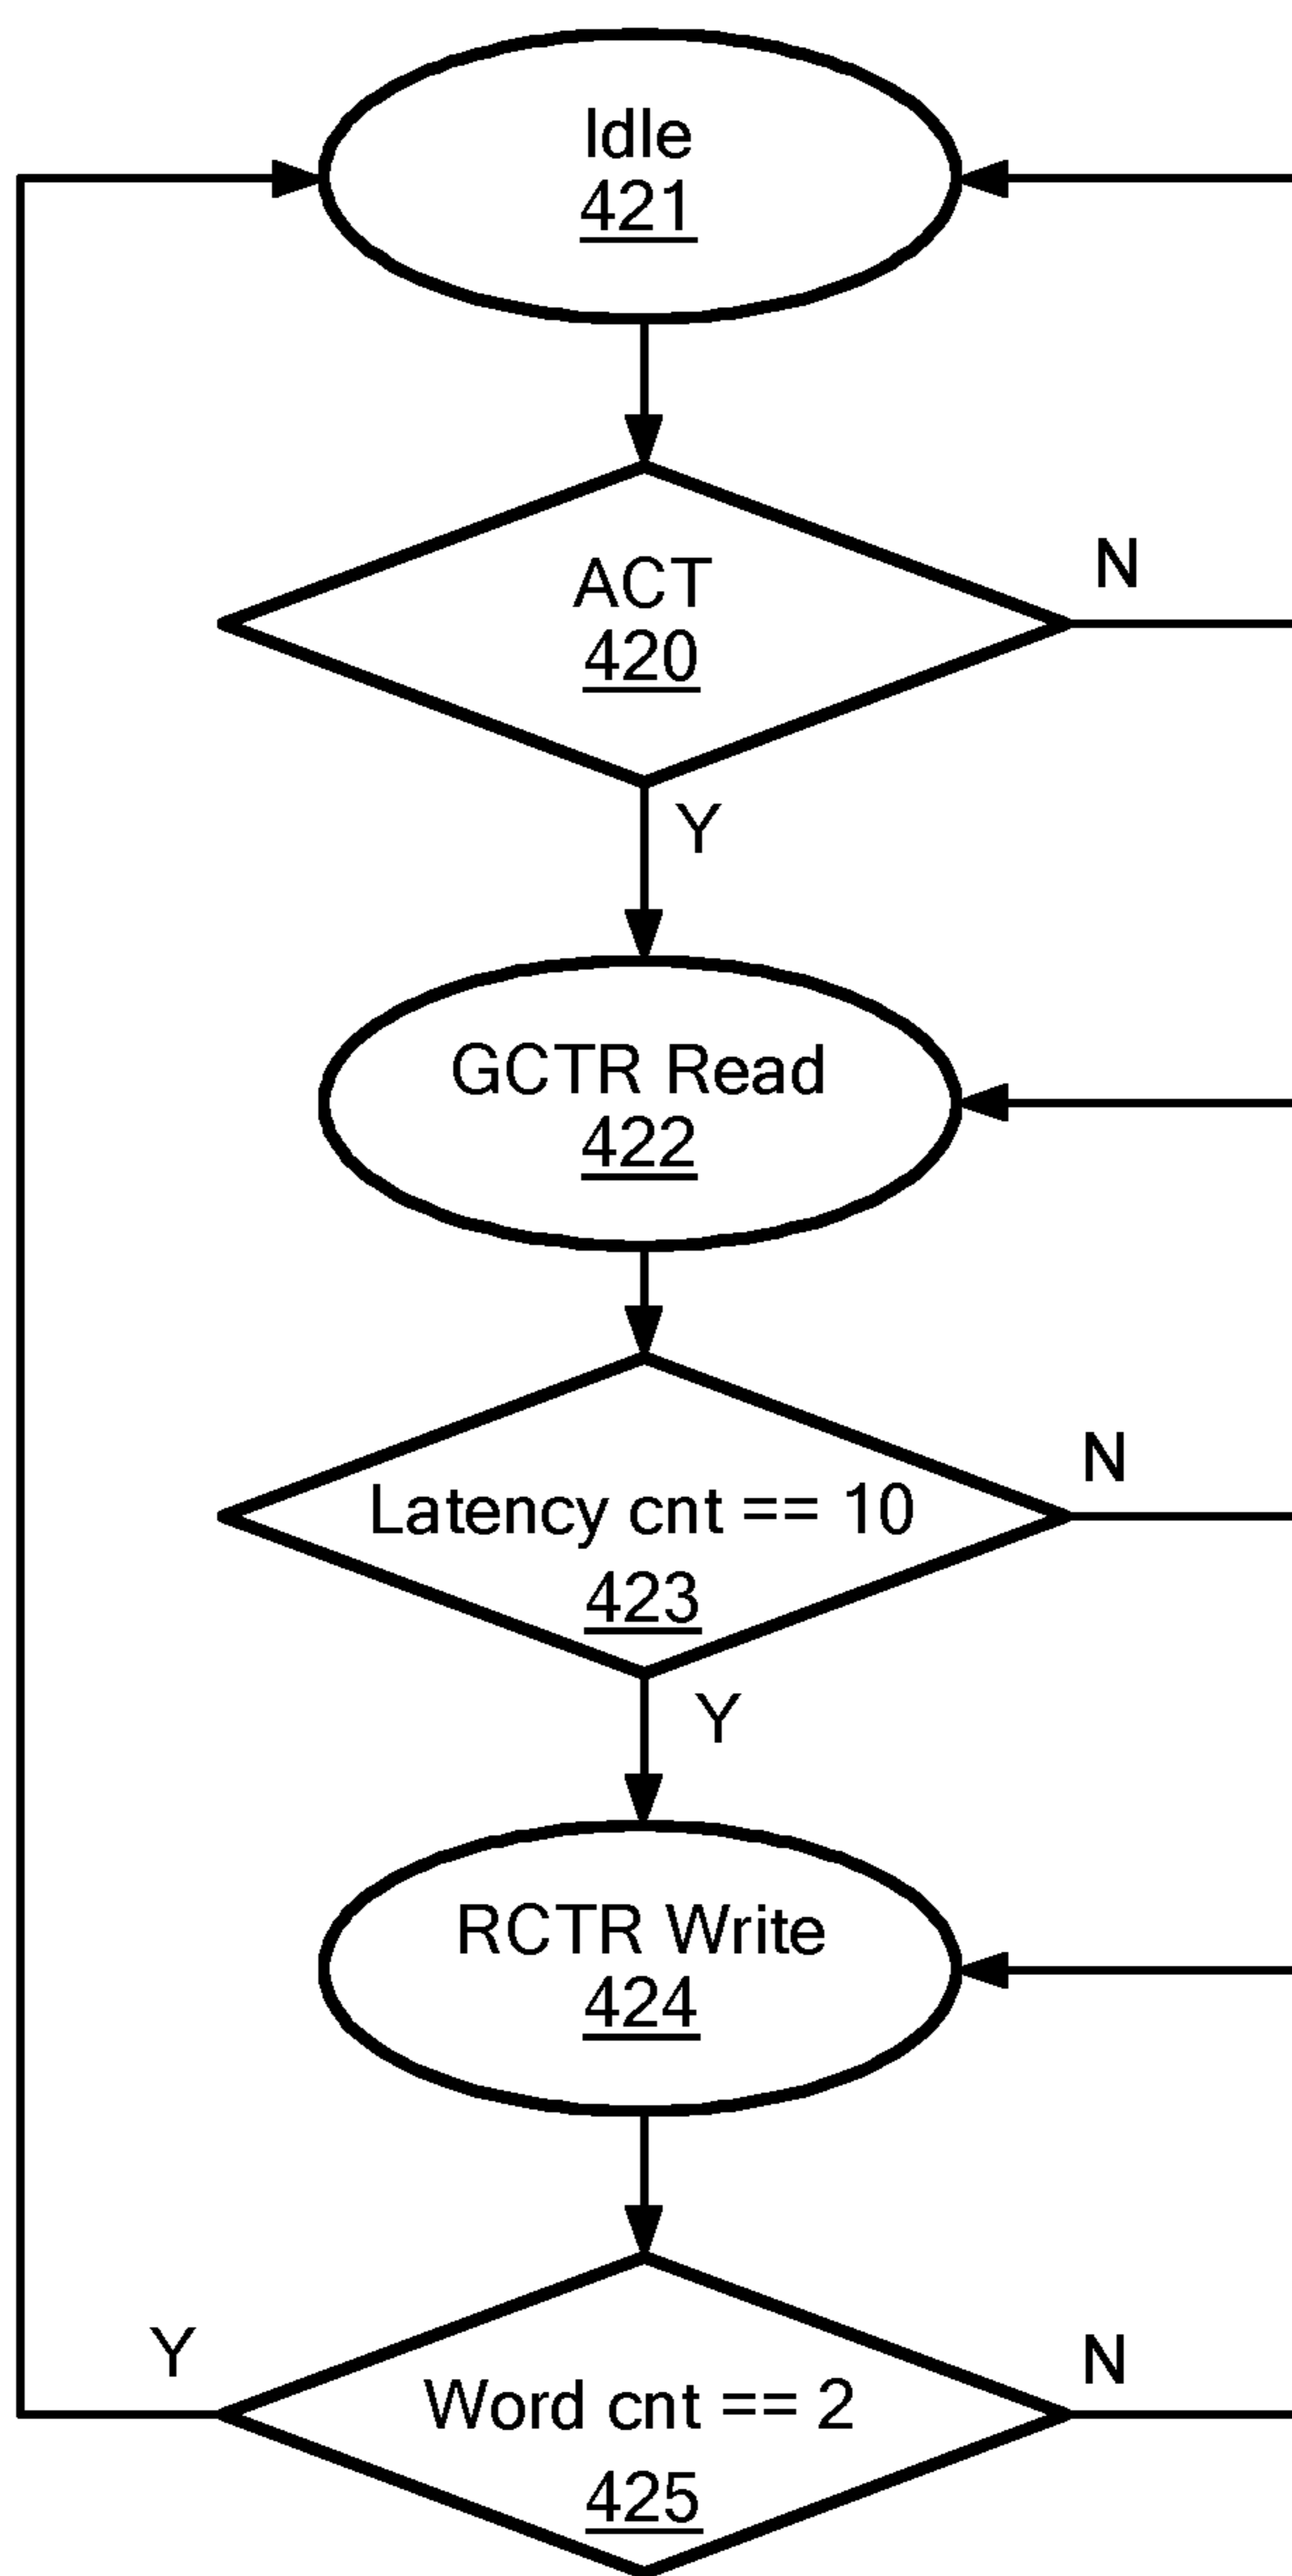 Idle
421
ACT
420
N
Y
GCTR Read
422
Latency cnt == 10
423
N
Y
RCTR Write
424
Y
Word cnt == 2
425
N